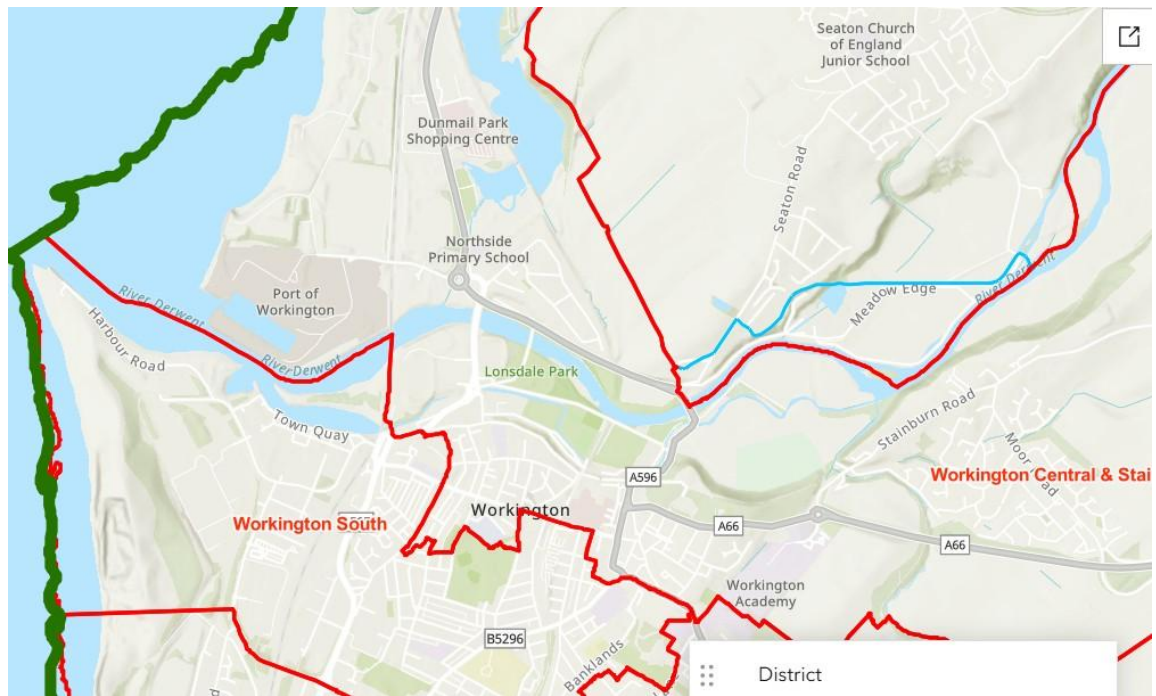 Seaton Church
of England
Junior School
Dunmail Park
Shopping Centre
Seaton Road
Northside
Primary School
Port of
Workington
River Derwent
River Derwent
River Derwent
Harbour Road
Meadow Edge
Lonsdale Park
Town Quay
Stainburn Road
Moor Road
A596
Workington Central & Stai
Workington
Workington South
A66
A66
Workington
Academy
B5296
Banklands
District